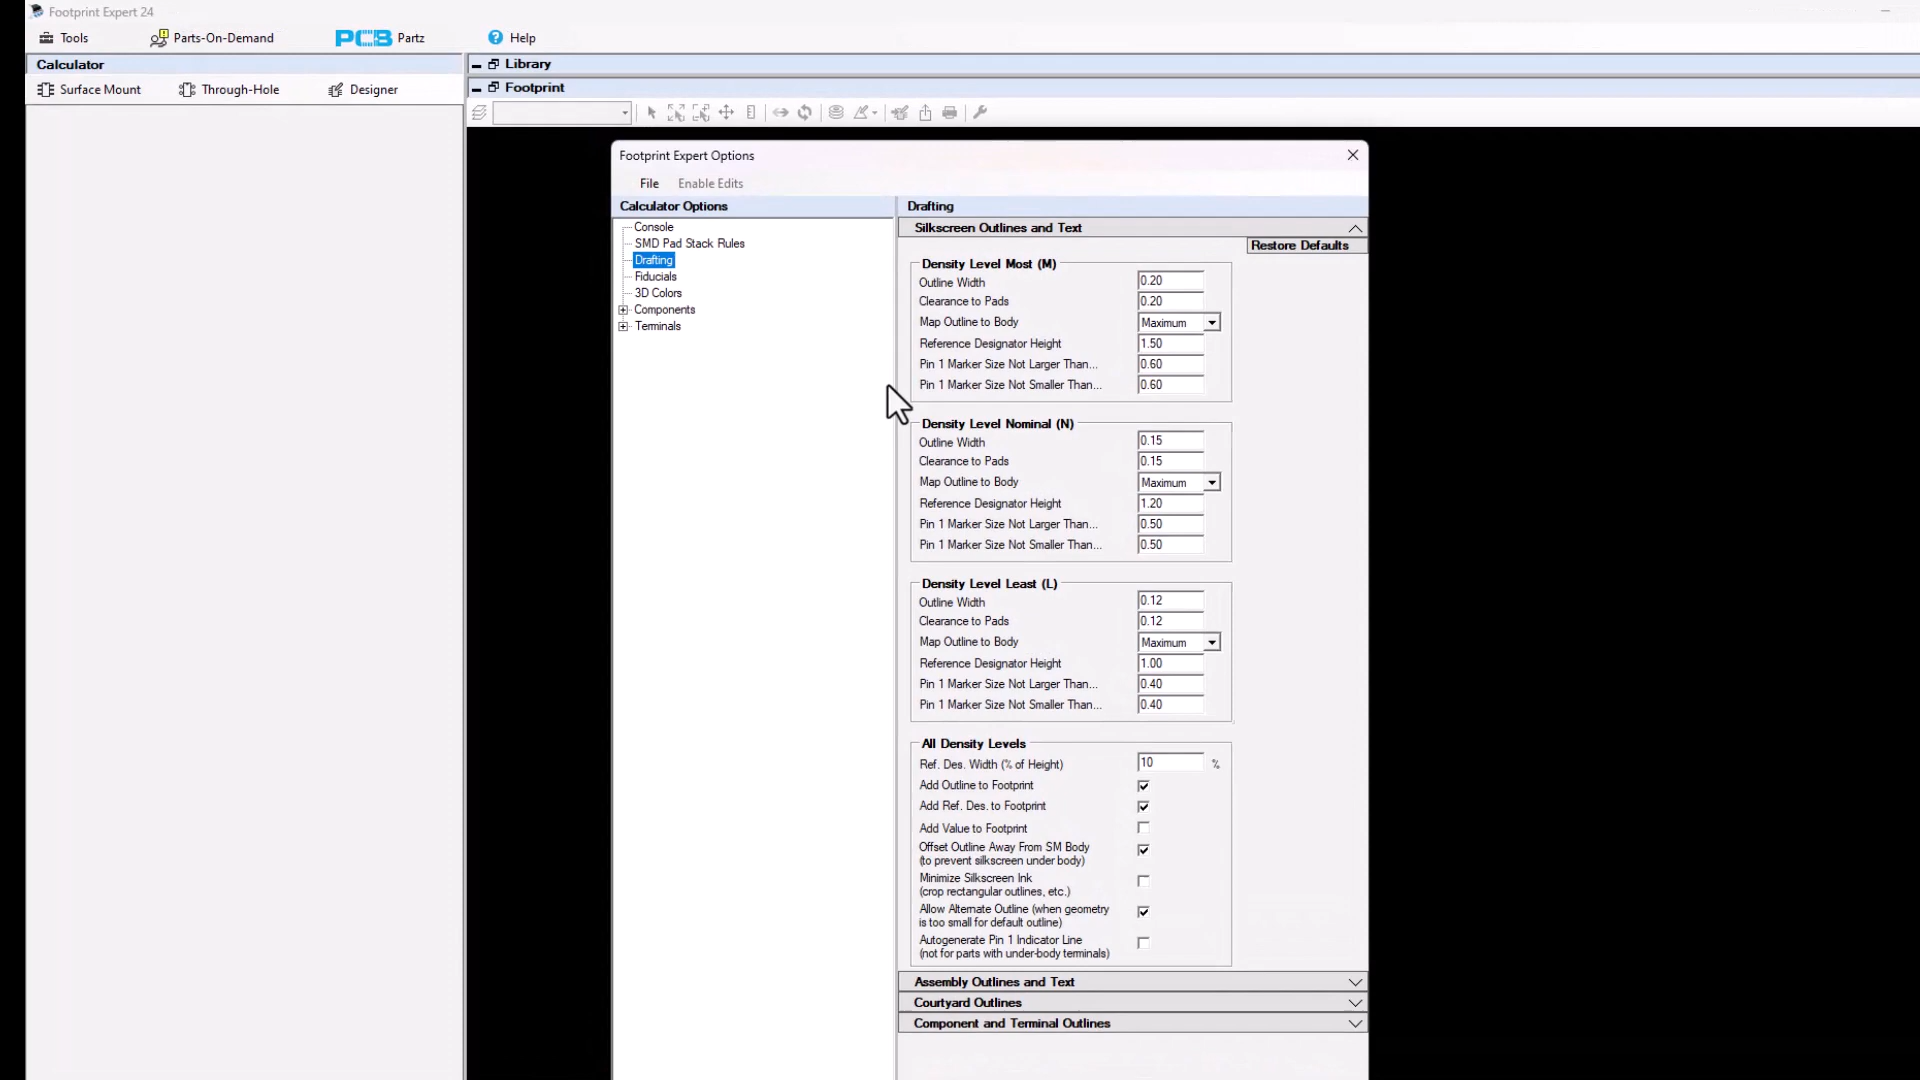 Footprint Expert 24
Tools Parts-On-Demand PCB Partz Help
Calculator
Surface Mount Through-Hole Designer
Library
Footprint
Footprint Expert Options
File Enable Edits
Calculator Options
Console
SMD Pad Stack Rules
Drafting
Fiducials
3D Colors
Components
Terminals
Drafting
Silkscreen Outlines and Text
Restore Defaults
Density Level Most (M)
Outline Width 0.20
Clearance to Pads 0.20
Map Outline to Body Maximum
Reference Designator Height 1.50
Pin 1 Marker Size Not Larger Than... 0.60
Pin 1 Marker Size Not Smaller Than... 0.60
Density Level Nominal (N)
Outline Width 0.15
Clearance to Pads 0.15
Map Outline to Body Maximum
Reference Designator Height 1.20
Pin 1 Marker Size Not Larger Than... 0.50
Pin 1 Marker Size Not Smaller Than... 0.50
Density Level Least (L)
Outline Width 0.12
Clearance to Pads 0.12
Map Outline to Body Maximum
Reference Designator Height 1.00
Pin 1 Marker Size Not Larger Than... 0.40
Pin 1 Marker Size Not Smaller Than... 0.40
All Density Levels
Ref. Des. Width (% of Height) 10 %
Add Outline to Footprint
Add Ref. Des. to Footprint
Add Value to Footprint
Offset Outline Away From SM Body
(to prevent silkscreen under body)
Minimize Silkscreen Ink
(crop rectangular outlines, etc.)
Allow Alternate Outline (when geometry
is too small for default outline)
Autogenerate Pin 1 Indicator Line
(not for parts with under-body terminals)
Assembly Outlines and Text
Courtyard Outlines
Component and Terminal Outlines